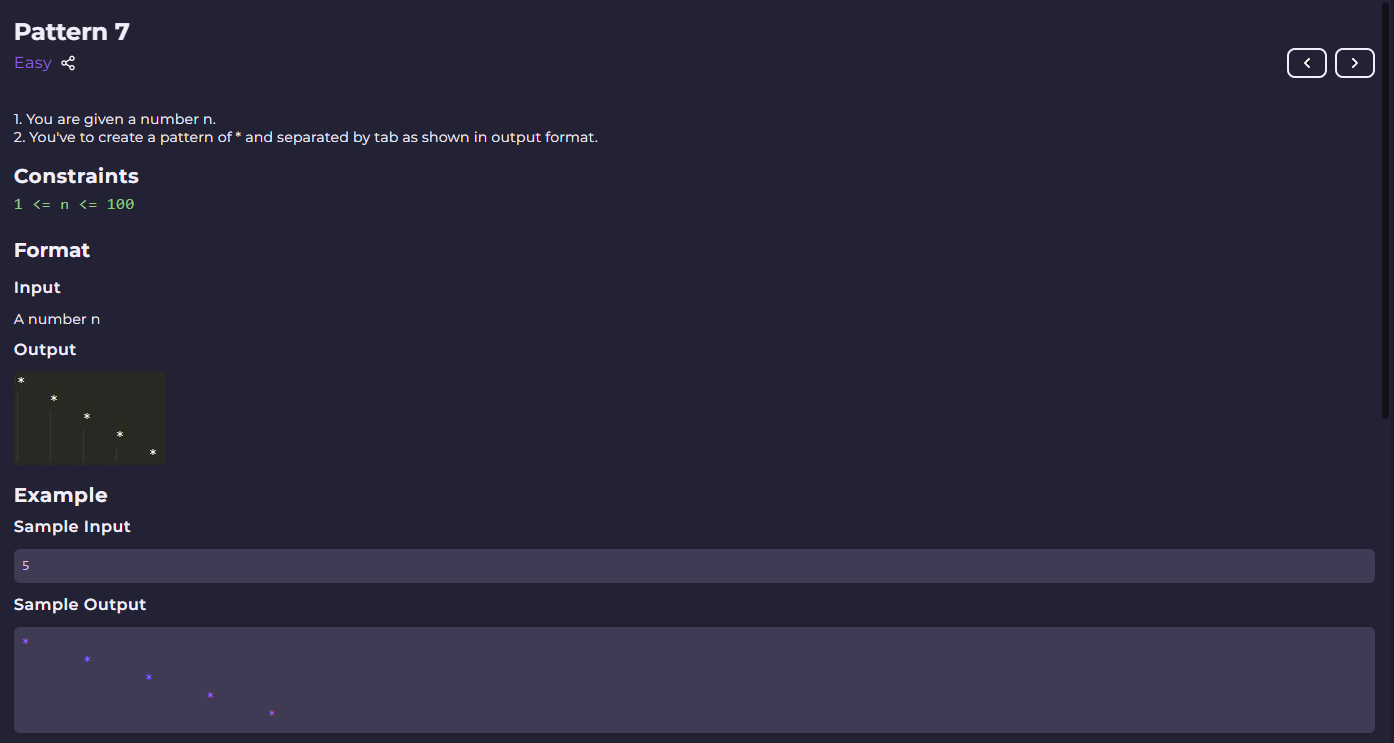 Pattern 7
Easy
1. You are given a number n.
2. You've to create a pattern of * and separated by tab as shown in output format.
Constraints
1 <= n <= 100
Format
Input
A number n
Output
*
*
*
*
*
Example
Sample Input
5
Sample Output
*
*
*
*
*